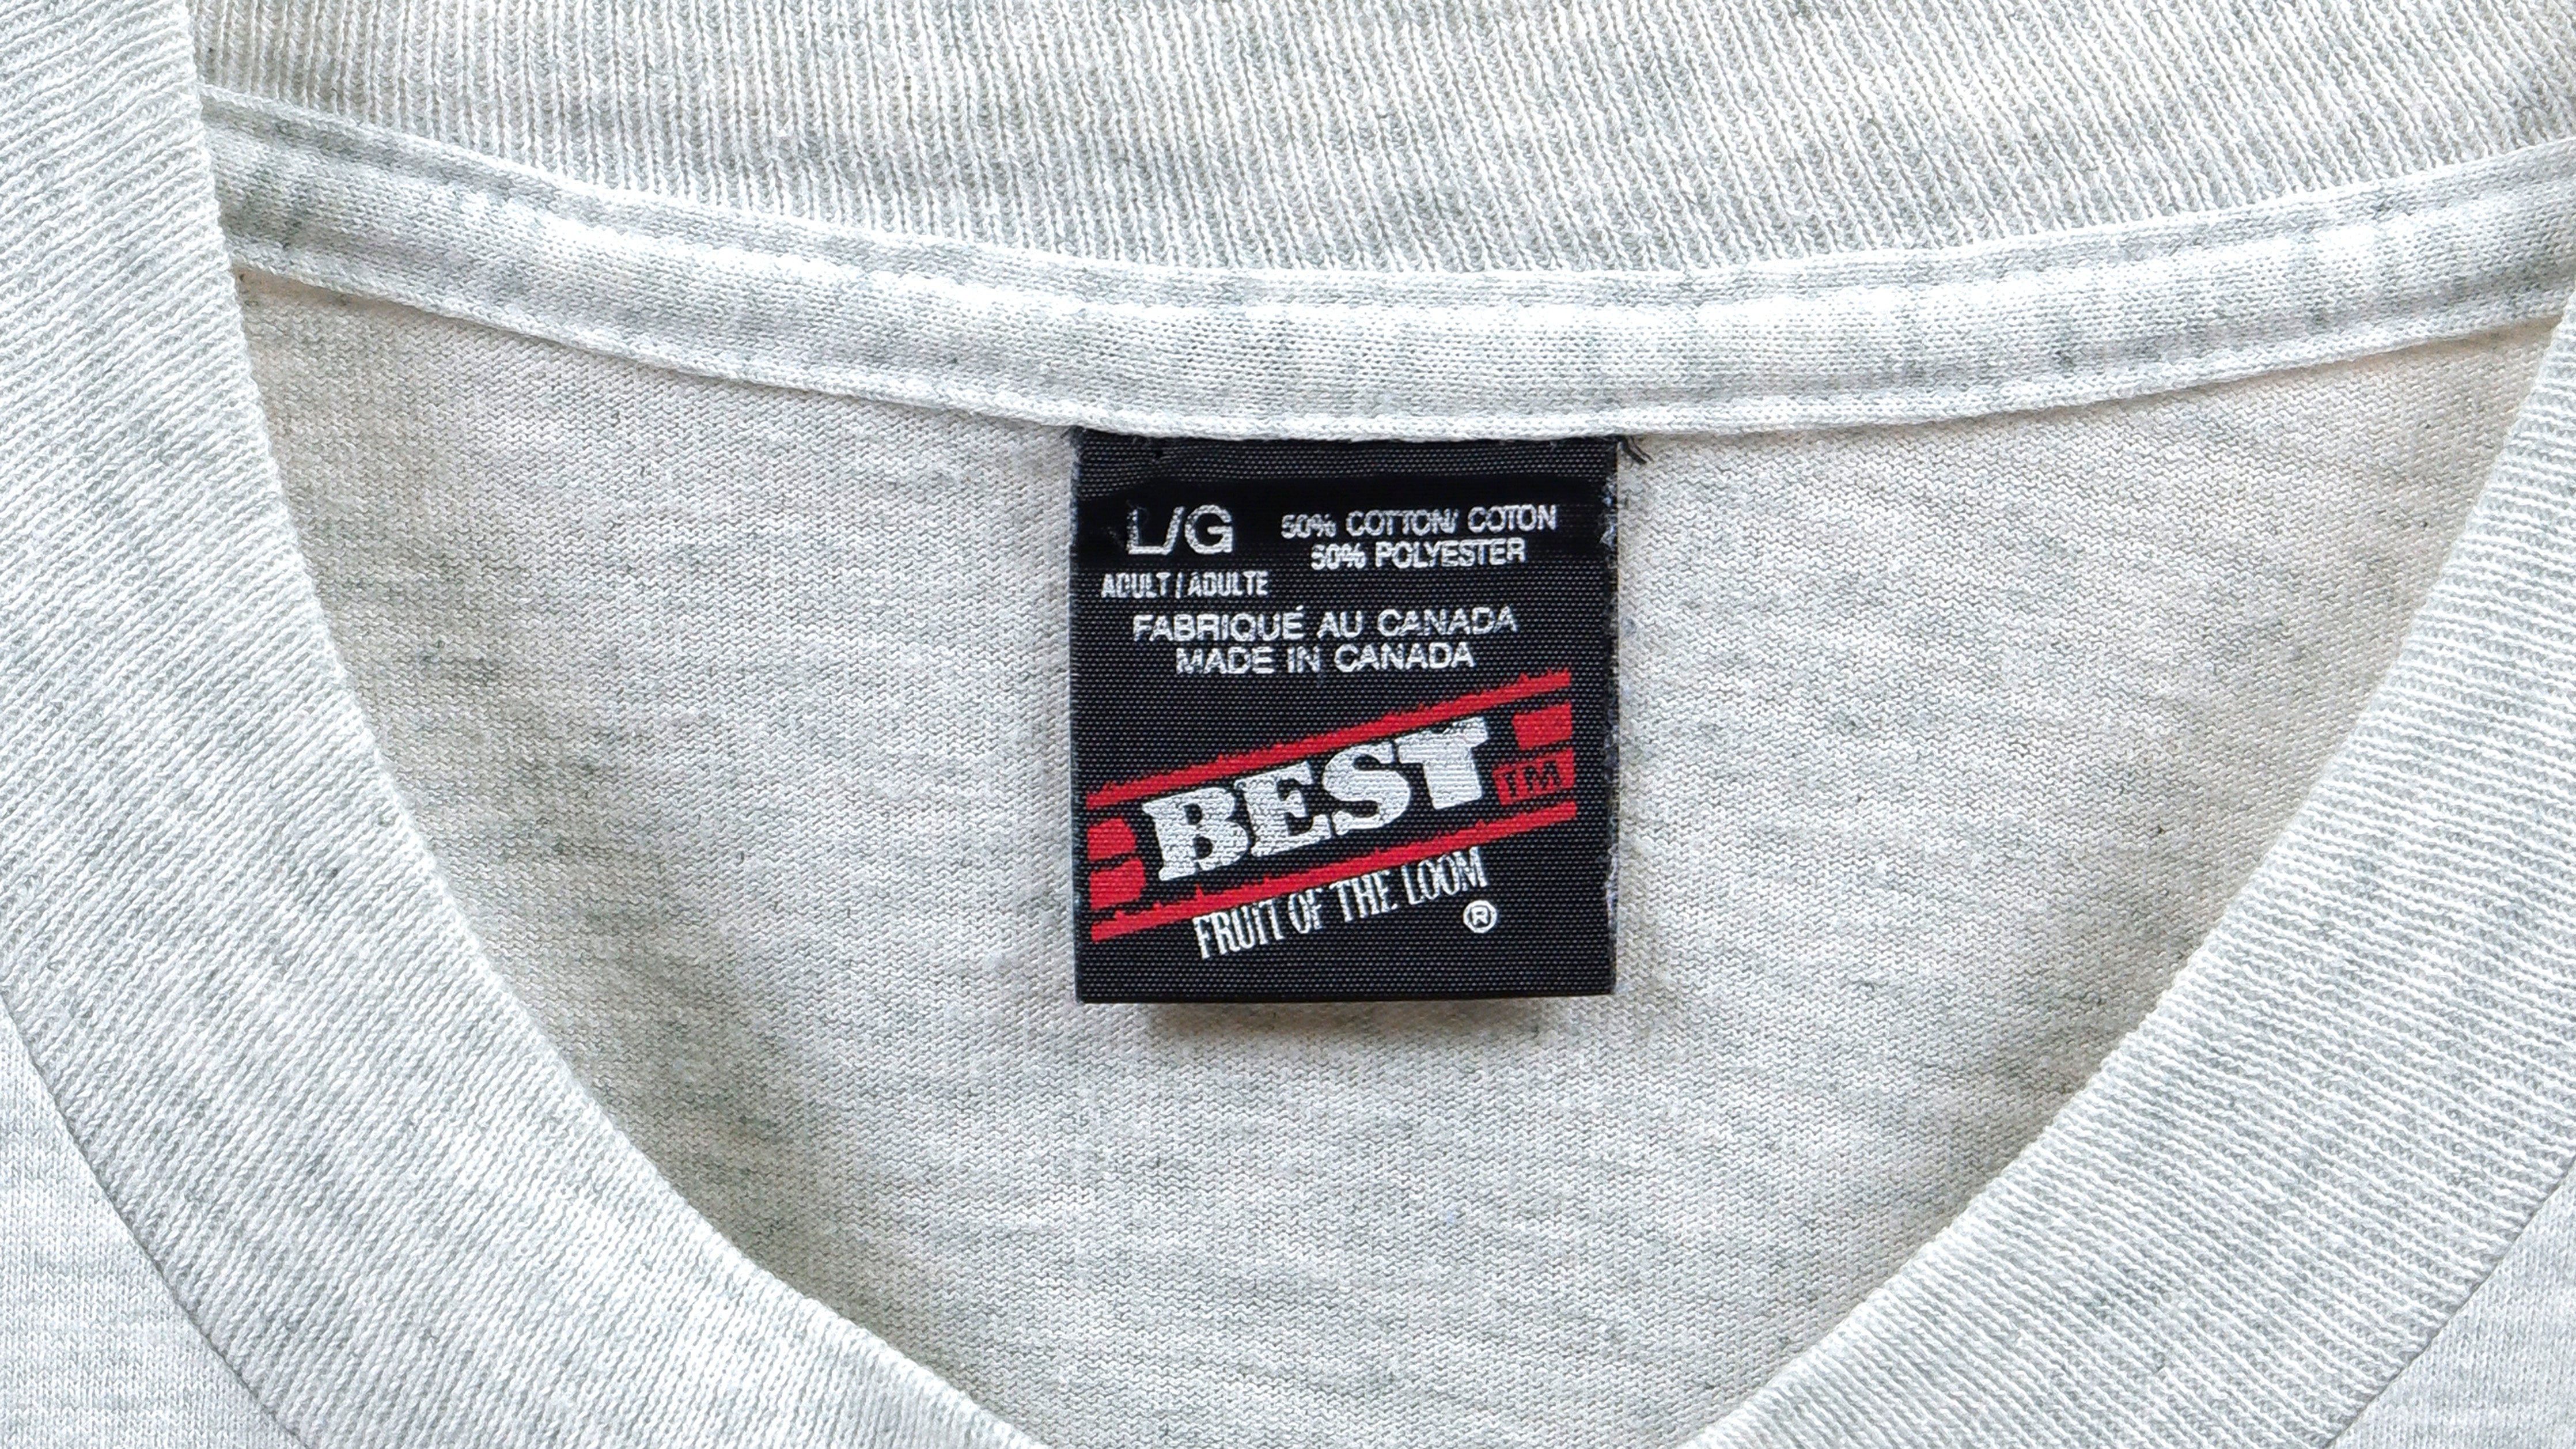 L/G
50% COTTON/ COTON
50% POLYESTER
ADULT / ADULTE
FABRIQUÉ AU CANADA
MADE IN CANADA
BEST TM
FRUIT OF THE LOOM
®